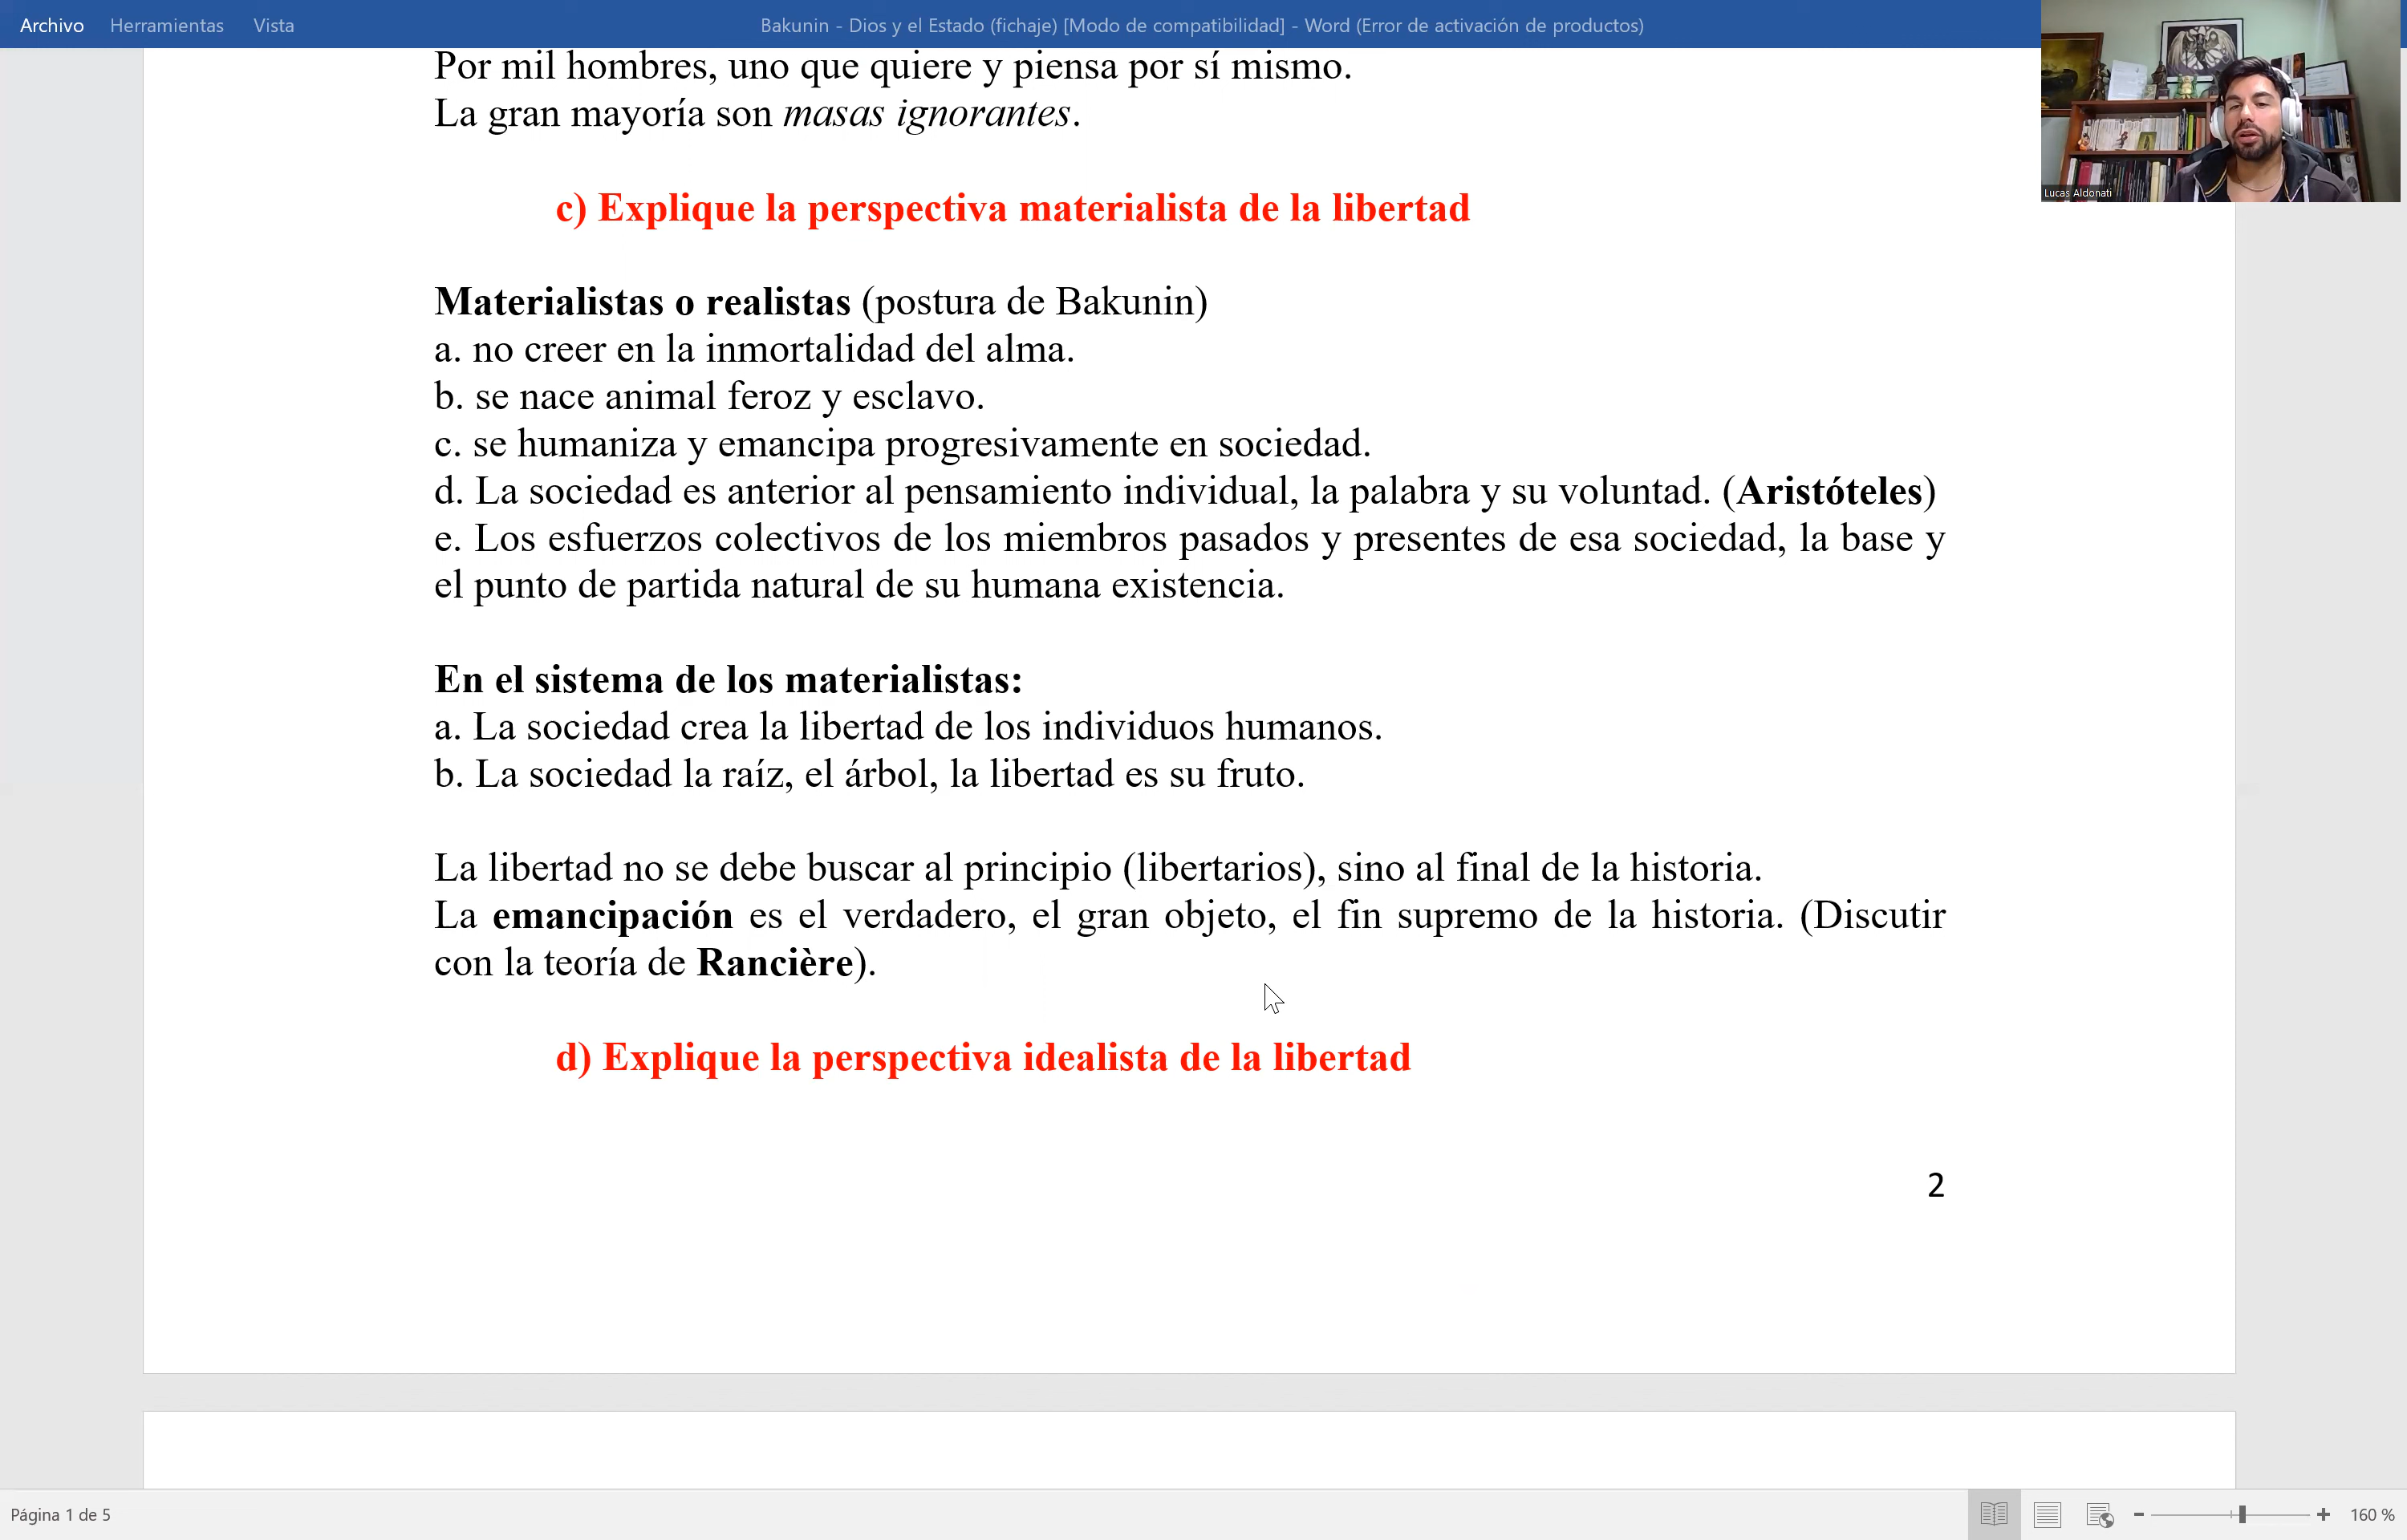 Archivo Herramientas Vista
Bakunin - Dios y el Estado (fichaje) [Modo de compatibilidad] - Word (Error de activación de productos)
Lucas Aldonati
Por mil hombres, uno que quiere y piensa por sí mismo.
La gran mayoría son masas ignorantes.
c) Explique la perspectiva materialista de la libertad
Materialistas o realistas (postura de Bakunin)
a. no creer en la inmortalidad del alma.
b. se nace animal feroz y esclavo.
c. se humaniza y emancipa progresivamente en sociedad.
d. La sociedad es anterior al pensamiento individual, la palabra y su voluntad. (Aristóteles)
e. Los esfuerzos colectivos de los miembros pasados y presentes de esa sociedad, la base y
el punto de partida natural de su humana existencia.
En el sistema de los materialistas:
a. La sociedad crea la libertad de los individuos humanos.
b. La sociedad la raíz, el árbol, la libertad es su fruto.
La libertad no se debe buscar al principio (libertarios), sino al final de la historia.
La emancipación es el verdadero, el gran objeto, el fin supremo de la historia. (Discutir
con la teoría de Rancière).
d) Explique la perspectiva idealista de la libertad
2
Página 1 de 5
160 %